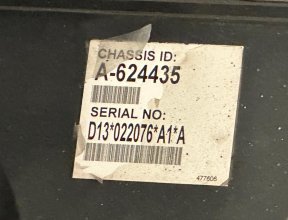 CHASSIS ID:
A-624435
SERIAL NO:
D13*022076*A1*A
477606